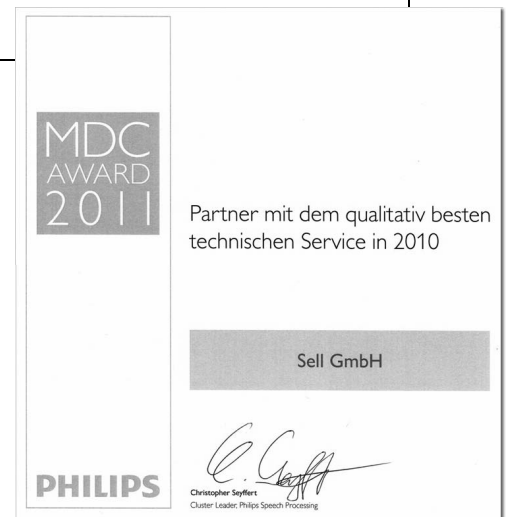 MDC
AWARD
2011
Partner mit dem qualitativ besten
technischen Service in 2010
Sell GmbH
PHILIPS
Christopher Seyffert
Cluster Leader, Philips Speech Processing